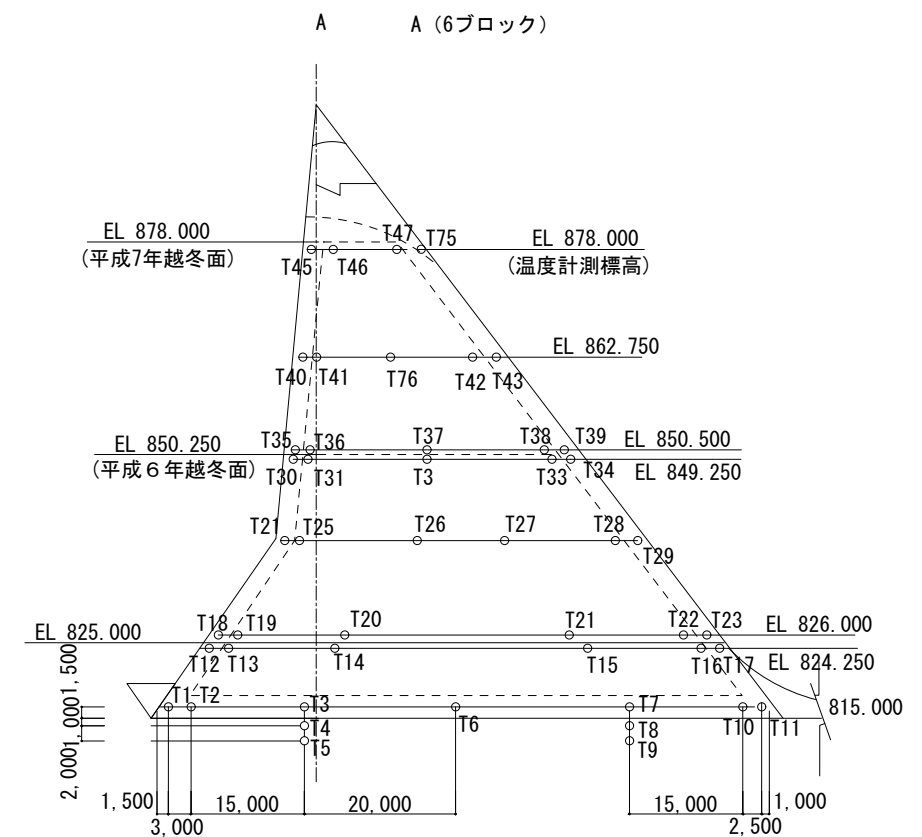 A A (6ブロック)
T47 T75
EL 878.000 EL 878.000
(平成7年越冬面) T45 T46 (温度計測標高)
EL 862.750
T40 T41 T76 T42 T43
T35 T36 T37 T38 T39 EL 850.500
EL 850.250
(平成6年越冬面) T30 T31 T3 T33 T34 EL 849.250
T21 T25 T26 T27 T28
T29
T18 T19 T20 T21 T22 T23 EL 826.000
EL 825.000
T12 T13 T14 T15 T16 T17 EL 824.250
1,500
T1 T2 T3 T7 815.000
1,000 T4 T6 T8 T10 T11
2,000 T5 T9
1,500 15,000 20,000 15,000 1,000
3,000 2,500